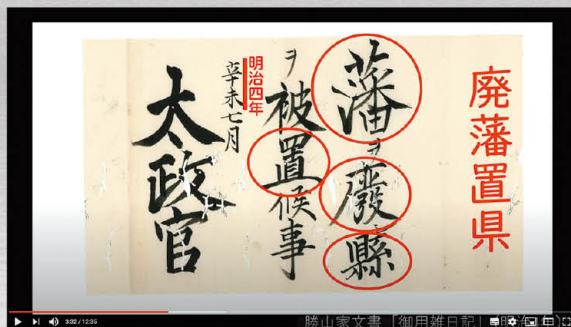 廃藩置県
藩ヲ廢縣
ヲ被置候事
明治四年
辛未七月
太政官
3:32 / 12:35
勝山家文書「御用雑日記」